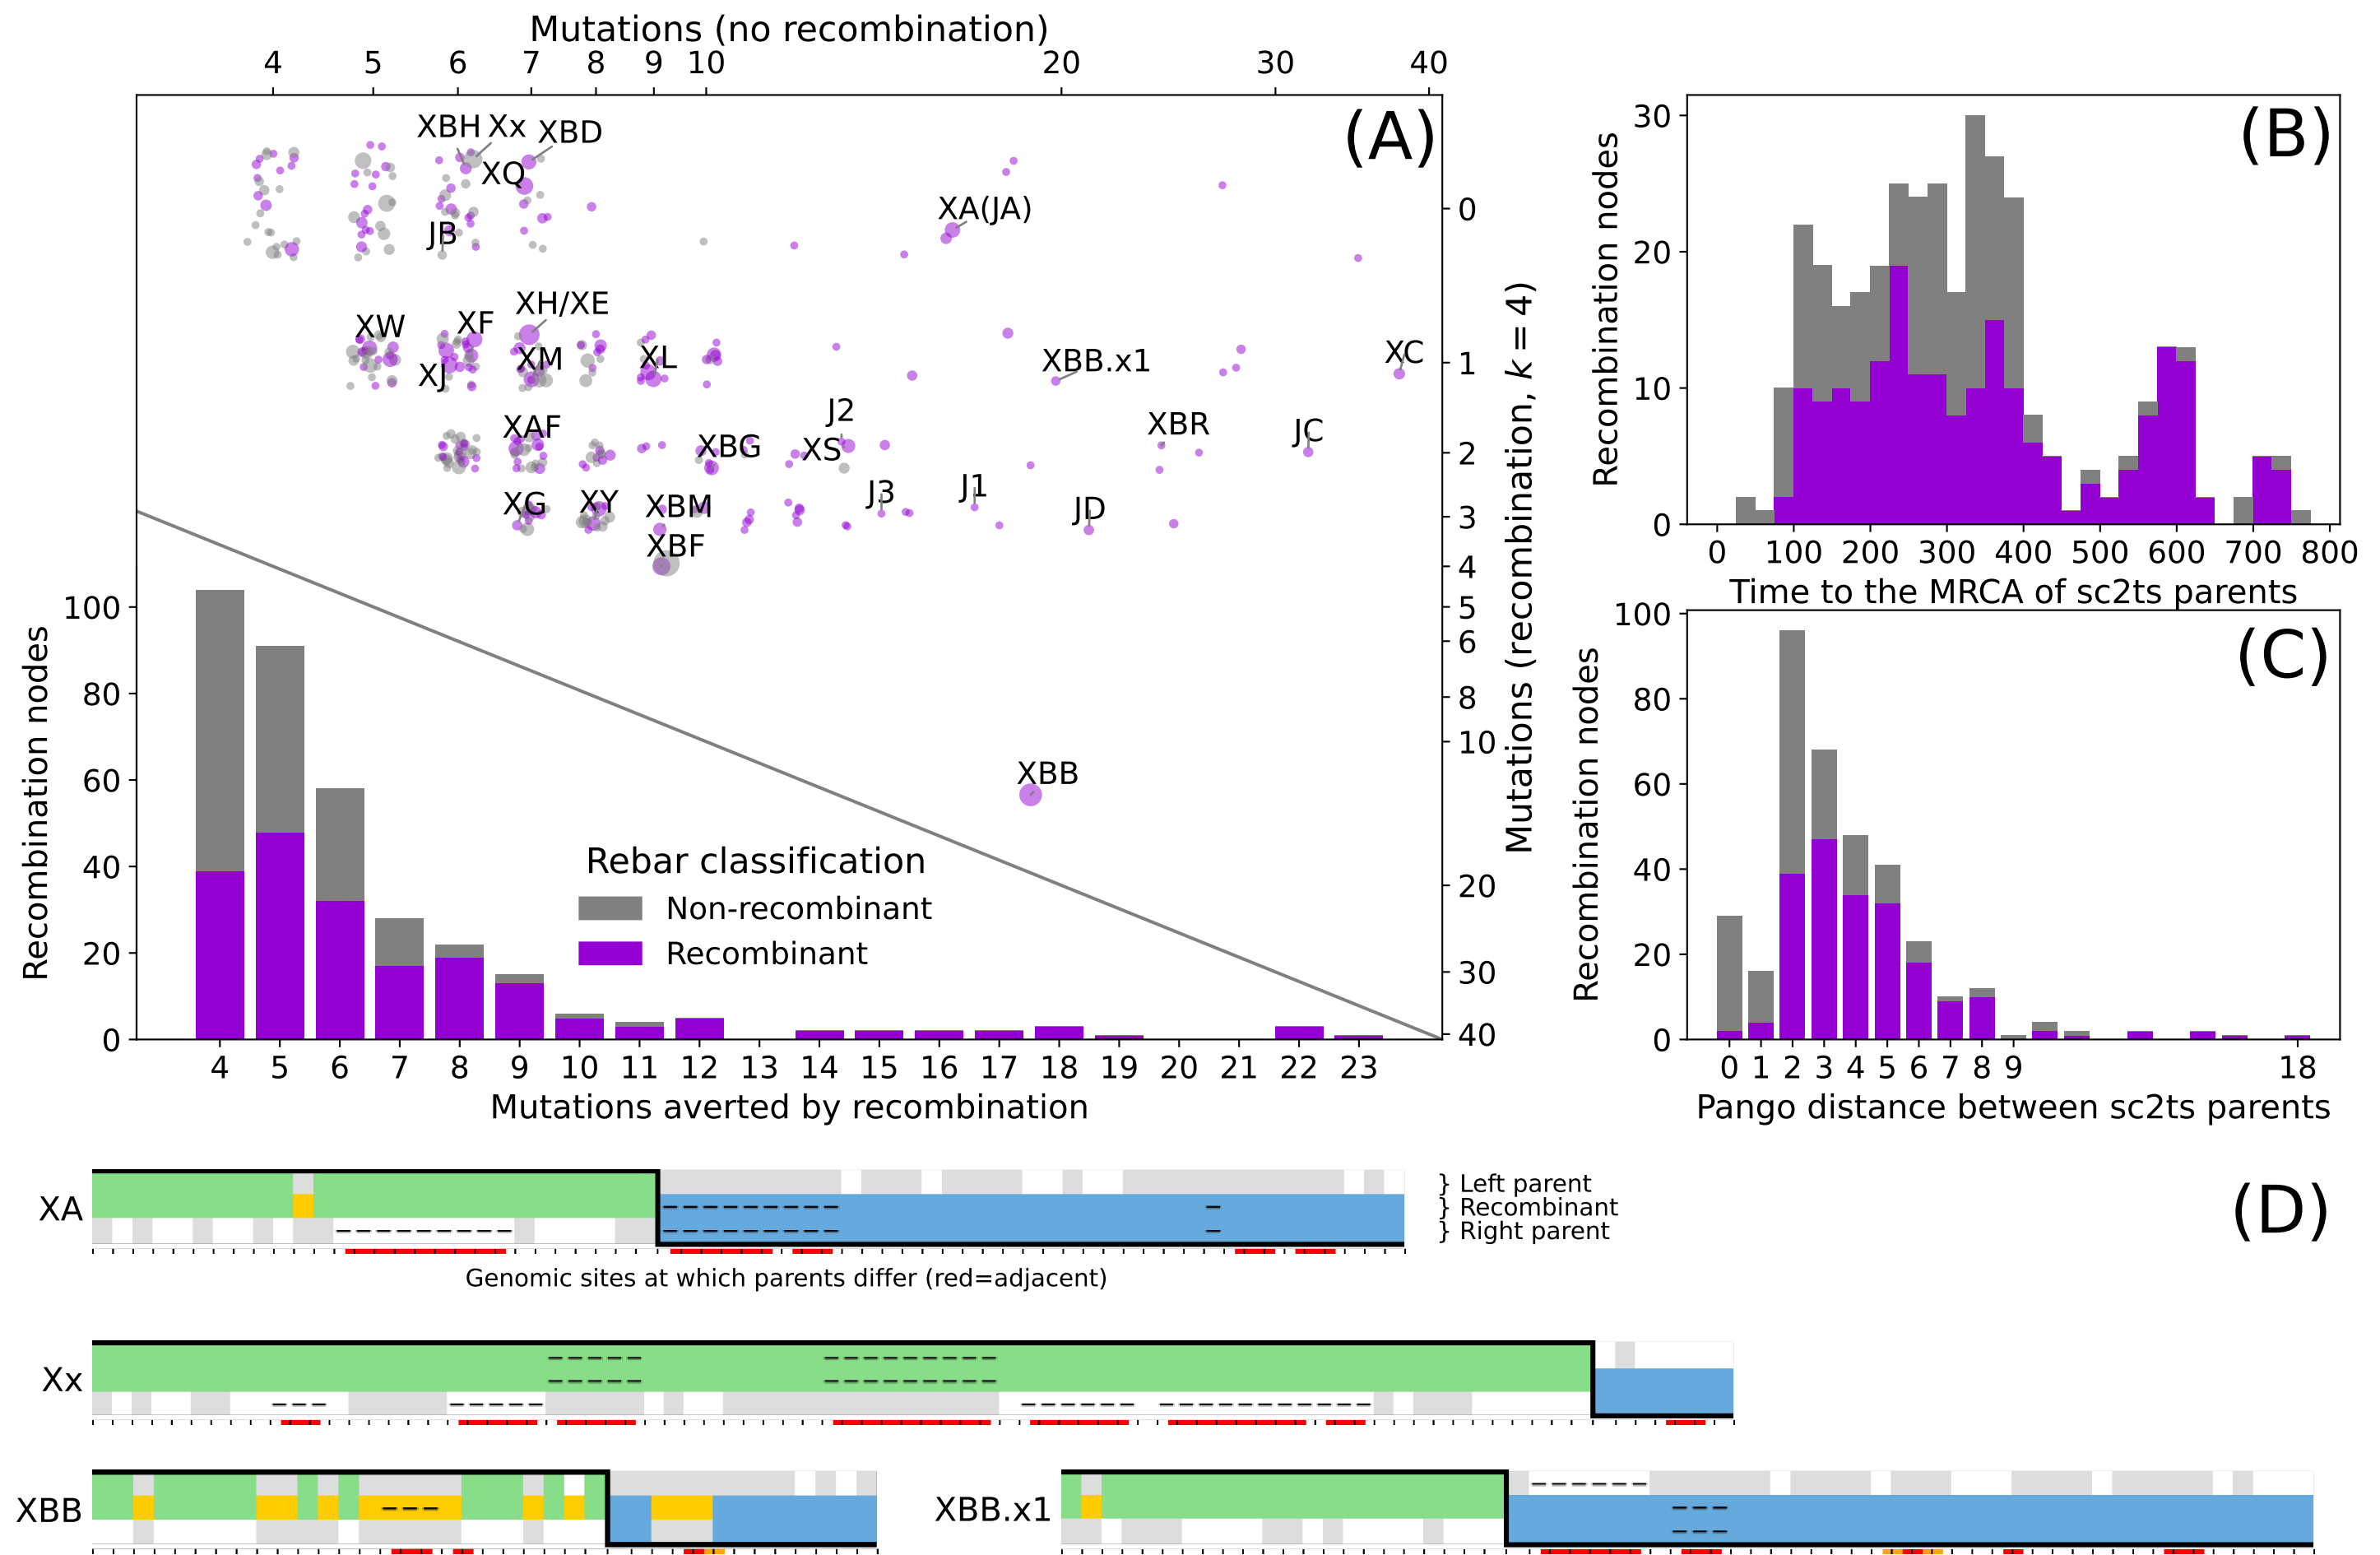 Mutations (no recombination)
4 5 6 7 8 9 10 20 30 40
(A)
XBH Xx XBD
XQ
XA(JA)
JB
XH/XE
XW XF
XJ XM XL XBB.x1 XC
XAF J2 XBR JC
XBG XS
XG XY XBM J3 J1 JD
XBF
XBB
0
1
2
3
4
5
6
8
10
20
30
40
Mutations (recombination, k = 4)
100
80
60
40
20
0
Recombination nodes
Rebar classification
Non-recombinant
Recombinant
4 5 6 7 8 9 10 11 12 13 14 15 16 17 18 19 20 21 22 23
Mutations averted by recombination
(B)
30
20
10
0
Recombination nodes
0 100 200 300 400 500 600 700 800
Time to the MRCA of sc2ts parents
(C)
100
80
60
40
20
0
Recombination nodes
0 1 2 3 4 5 6 7 8 9 18
Pango distance between sc2ts parents
(D)
XA
} Left parent
} Recombinant
} Right parent
Genomic sites at which parents differ (red=adjacent)
Xx
XBB
XBB.x1